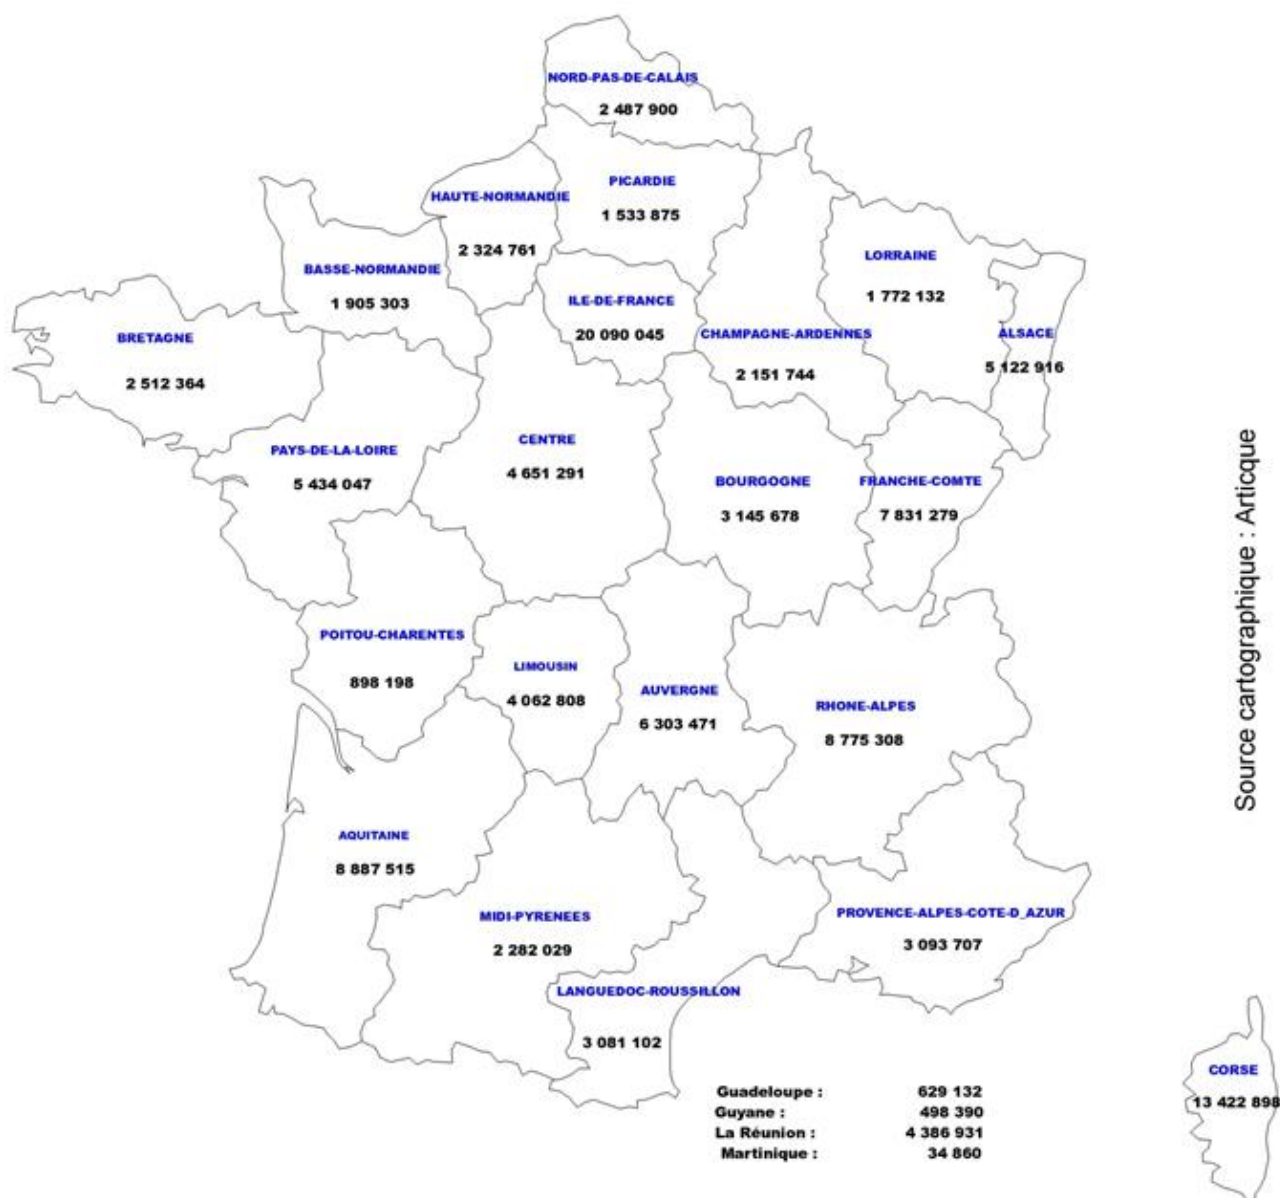 NORD-PAS-DE-CALAIS
2 487 900
PICARDIE
1 533 875
HAUTE-NORMANDIE
2 324 761
BASSE-NORMANDIE
1 905 303
LORRAINE
1 772 132
ILE-DE-FRANCE
20 090 045
CHAMPAGNE-ARDENNES
2 151 744
ALSACE
5 122 916
BRETAGNE
2 512 364
PAYS-DE-LA-LOIRE
5 434 047
CENTRE
4 651 291
BOURGOGNE
3 145 678
FRANCHE-COMTE
7 831 279
POITOU-CHARENTES
898 198
LIMOUSIN
4 062 808
AUVERGNE
6 303 471
RHONE-ALPES
8 775 308
AQUITAINE
8 887 515
MIDI-PYRENEES
2 282 029
PROVENCE-ALPES-COTE-D_AZUR
3 093 707
LANGUEDOC-ROUSSILLON
3 081 102
CORSE
13 422 898
Guadeloupe : 629 132
Guyane : 498 390
La Réunion : 4 386 931
Martinique : 34 860
Source cartographique : Articque